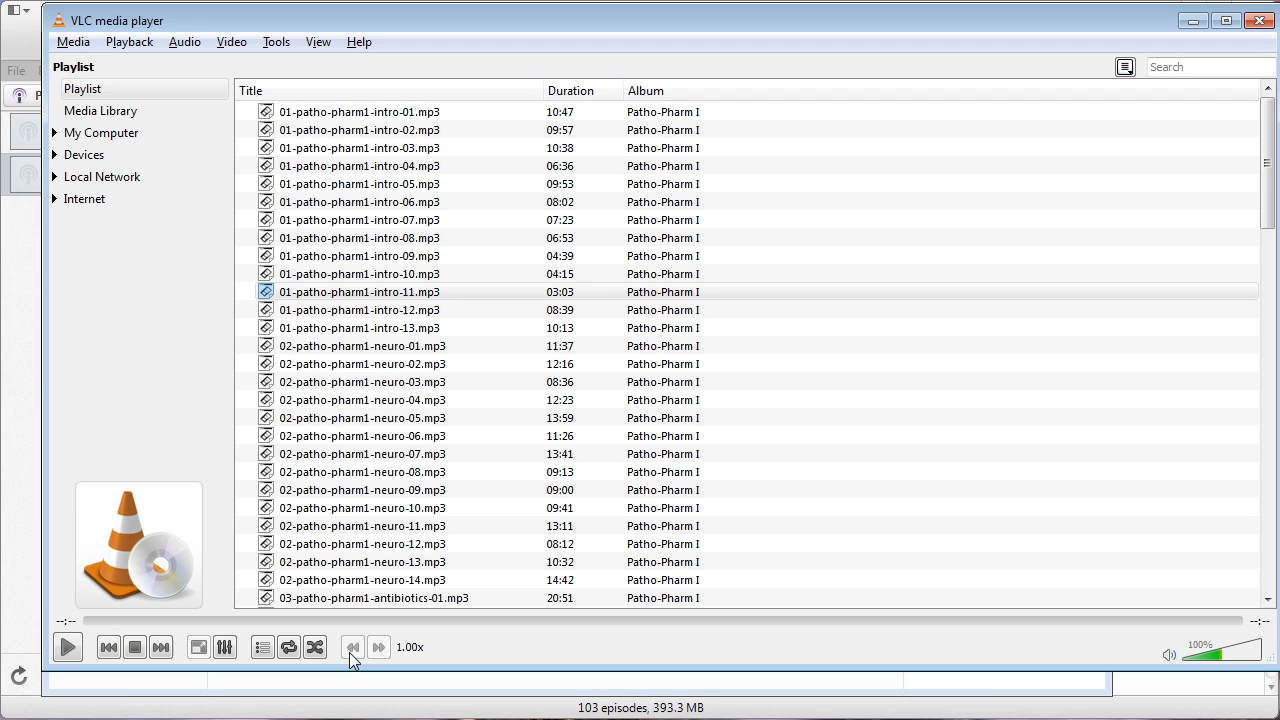 VLC media player
File
Media Playback Audio Video Tools View Help
Playlist
Search
Playlist
Media Library
My Computer
Devices
Local Network
Internet
Title Duration Album
01-patho-pharm1-intro-01.mp3 10:47 Patho-Pharm I
01-patho-pharm1-intro-02.mp3 09:57 Patho-Pharm I
01-patho-pharm1-intro-03.mp3 10:38 Patho-Pharm I
01-patho-pharm1-intro-04.mp3 06:36 Patho-Pharm I
01-patho-pharm1-intro-05.mp3 09:53 Patho-Pharm I
01-patho-pharm1-intro-06.mp3 08:02 Patho-Pharm I
01-patho-pharm1-intro-07.mp3 07:23 Patho-Pharm I
01-patho-pharm1-intro-08.mp3 06:53 Patho-Pharm I
01-patho-pharm1-intro-09.mp3 04:39 Patho-Pharm I
01-patho-pharm1-intro-10.mp3 04:15 Patho-Pharm I
01-patho-pharm1-intro-11.mp3 03:03 Patho-Pharm I
01-patho-pharm1-intro-12.mp3 08:39 Patho-Pharm I
01-patho-pharm1-intro-13.mp3 10:13 Patho-Pharm I
02-patho-pharm1-neuro-01.mp3 11:37 Patho-Pharm I
02-patho-pharm1-neuro-02.mp3 12:16 Patho-Pharm I
02-patho-pharm1-neuro-03.mp3 08:36 Patho-Pharm I
02-patho-pharm1-neuro-04.mp3 12:23 Patho-Pharm I
02-patho-pharm1-neuro-05.mp3 13:59 Patho-Pharm I
02-patho-pharm1-neuro-06.mp3 11:26 Patho-Pharm I
02-patho-pharm1-neuro-07.mp3 13:41 Patho-Pharm I
02-patho-pharm1-neuro-08.mp3 09:13 Patho-Pharm I
02-patho-pharm1-neuro-09.mp3 09:00 Patho-Pharm I
02-patho-pharm1-neuro-10.mp3 09:41 Patho-Pharm I
02-patho-pharm1-neuro-11.mp3 13:11 Patho-Pharm I
02-patho-pharm1-neuro-12.mp3 08:12 Patho-Pharm I
02-patho-pharm1-neuro-13.mp3 10:32 Patho-Pharm I
02-patho-pharm1-neuro-14.mp3 14:42 Patho-Pharm I
03-patho-pharm1-antibiotics-01.mp3 20:51 Patho-Pharm I
--:-- --:--
1.00x
100%
103 episodes, 393.3 MB